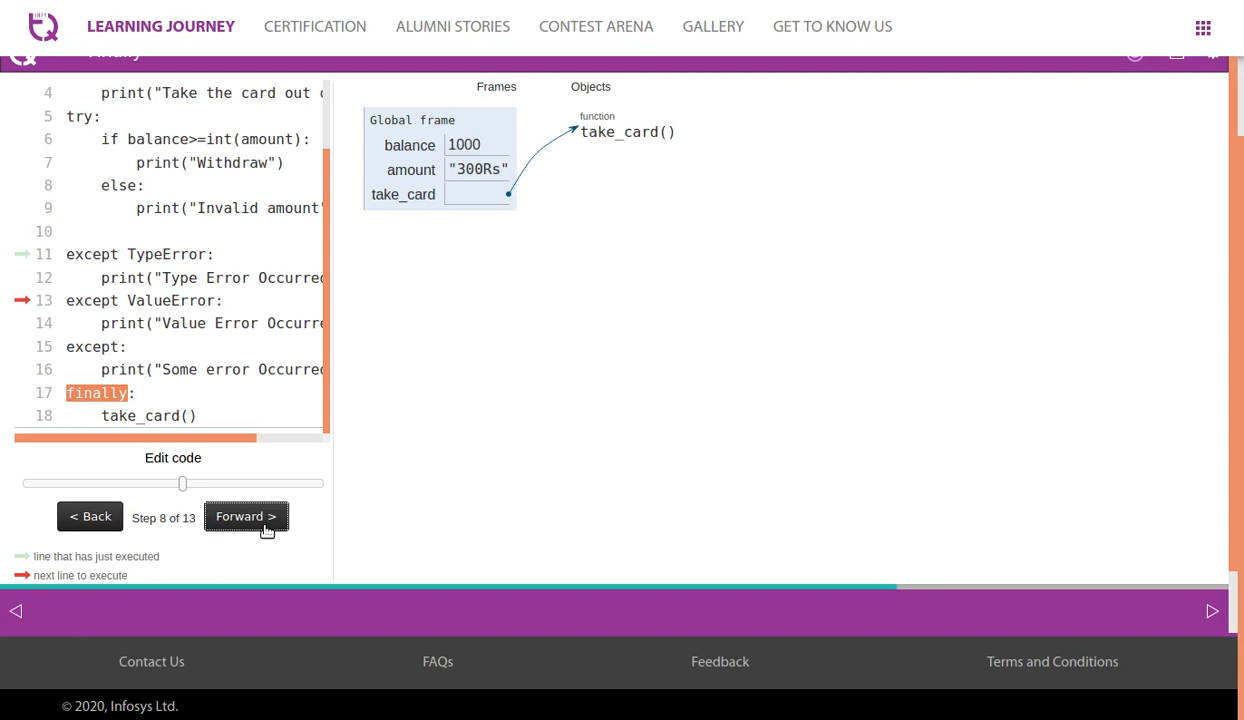 LEARNING JOURNEY CERTIFICATION ALUMNI STORIES CONTEST ARENA GALLERY GET TO KNOW US
Finally
Frames Objects
4 print("Take the card out
5 try:
6 if balance>=int(amount):
7 print("Withdraw")
8 else:
9 print("Invalid amount"
10
11 except TypeError:
12 print("Type Error Occurred
13 except ValueError:
14 print("Value Error Occurre
15 except:
16 print("Some error Occurred
17 finally:
18 take_card()
Global frame
balance 1000
amount "300Rs"
take_card
function
take_card()
Edit code
< Back Step 8 of 13 Forward >
line that has just executed
next line to execute
Contact Us FAQs Feedback Terms and Conditions
© 2020, Infosys Ltd.